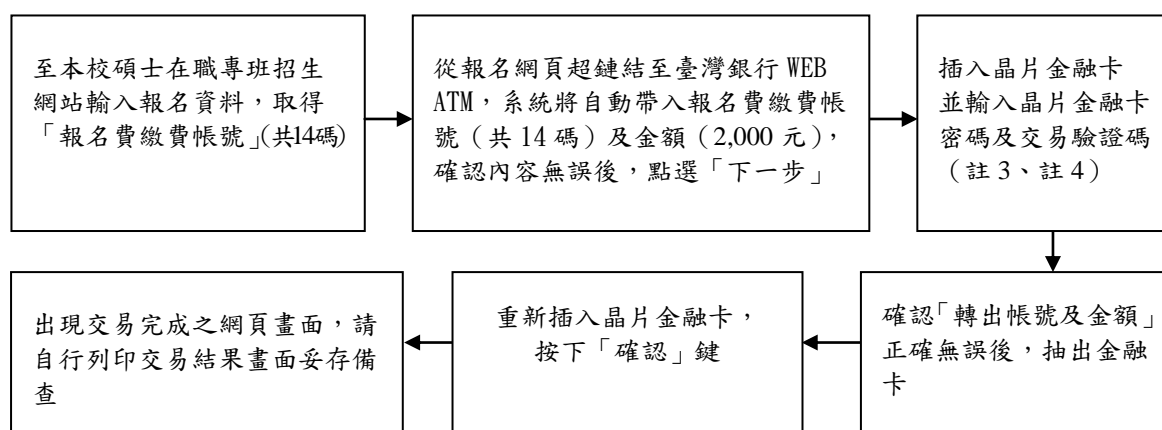 至本校碩士在職專班招生
網站輸入報名資料，取得
「報名費繳費帳號」(共14碼)
從報名網頁超鏈結至臺灣銀行 WEB
ATM，系統將自動帶入報名費繳費帳
號（共 14 碼）及金額（2,000 元），
確認內容無誤後，點選「下一步」
插入晶片金融卡
並輸入晶片金融卡
密碼及交易驗證碼
（註 3、註 4）
確認「轉出帳號及金額」
正確無誤後，抽出金融
卡
重新插入晶片金融卡，
按下「確認」鍵
出現交易完成之網頁畫面，請
自行列印交易結果畫面妥存備
查